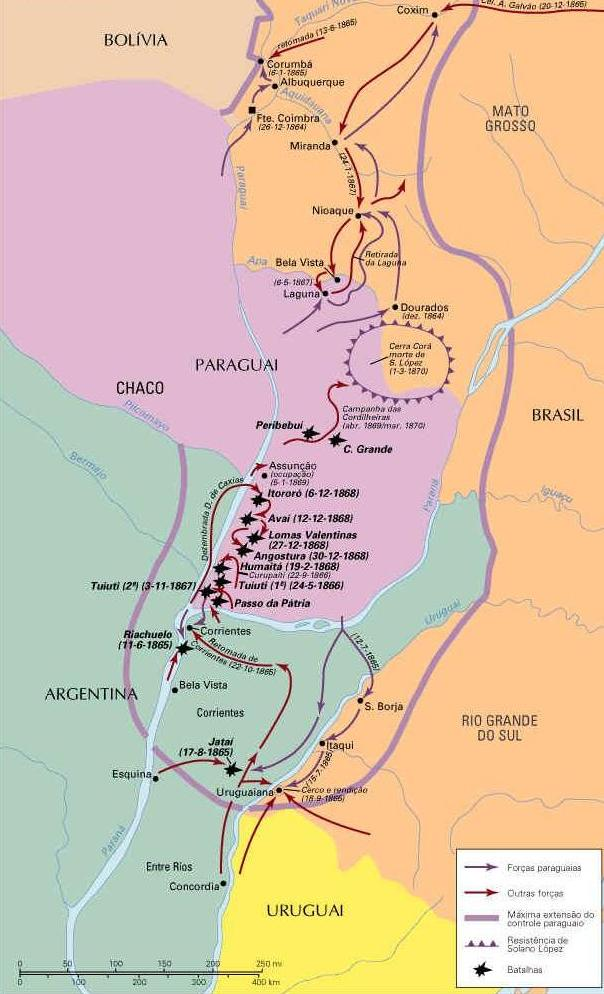 Taquari Novo
Cel. A. Galvão (20-12-1865)
Coxim
BOLÍVIA
retomada (13-6-1865)
Corumbá
(6-1-1865)
Albuquerque
Aquidauana
Fte. Coimbra
(26-12-1864)
MATO
GROSSO
Miranda
(24-1-1867)
Paraguai
Nioaque
Retirada
da Laguna
Apa
Bela Vista
(6-5-1867)
Laguna
Dourados
(dez. 1864)
Cerra Corá
morte de
S. López
(1-3-1870)
PARAGUAI
CHACO
BRASIL
Pilcomayo
Campanha das
Cordilheiras
(abr. 1869/mar. 1870)
Peribebuí
C. Grande
Bermejo
Assunção
(ocupação)
(5-1-1869)
Paraná
Iguaçu
Dezembrada D. de Caxias
Itororó (6-12-1868)
Avaí (12-12-1868)
Lomas Valentinas
(27-12-1868)
Angostura (30-12-1868)
Humaitá (19-2-1868)
Curupaiti (22-9-1866)
Tuiuti (2ª) (3-11-1867)
Tuiuti (1ª) (24-5-1866)
Passo da Pátria
Uruguai
Riachuelo
(11-6-1865)
Corrientes
Retomada de
Corrientes (22-10-1865)
(12-7-1865)
Bela Vista
ARGENTINA
Corrientes
S. Borja
RIO GRANDE
DO SUL
Jataí
(17-8-1865)
Itaqui
(15-7-1865)
Esquina
Uruguaiana
Cerco e rendição
(18-9-1865)
Paraná
Entre Ríos
Concordia
URUGUAI
Forças paraguaias
Outras forças
Máxima extensão do
controle paraguaio
Resistência de
Solano López
Batalhas
0 50 100 150 200 250 mi
0 100 200 300 400 km